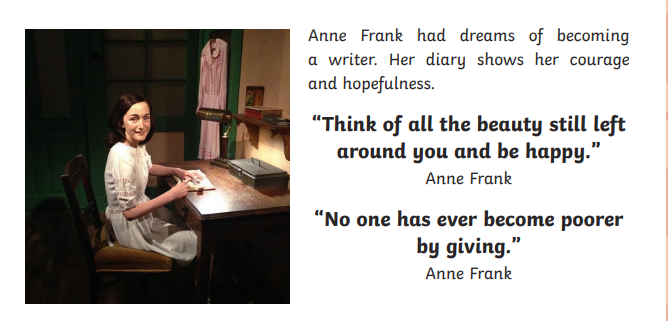 Anne Frank had dreams of becoming
a writer. Her diary shows her courage
and hopefulness.
“Think of all the beauty still left
around you and be happy.”
Anne Frank
“No one has ever become poorer
by giving.”
Anne Frank